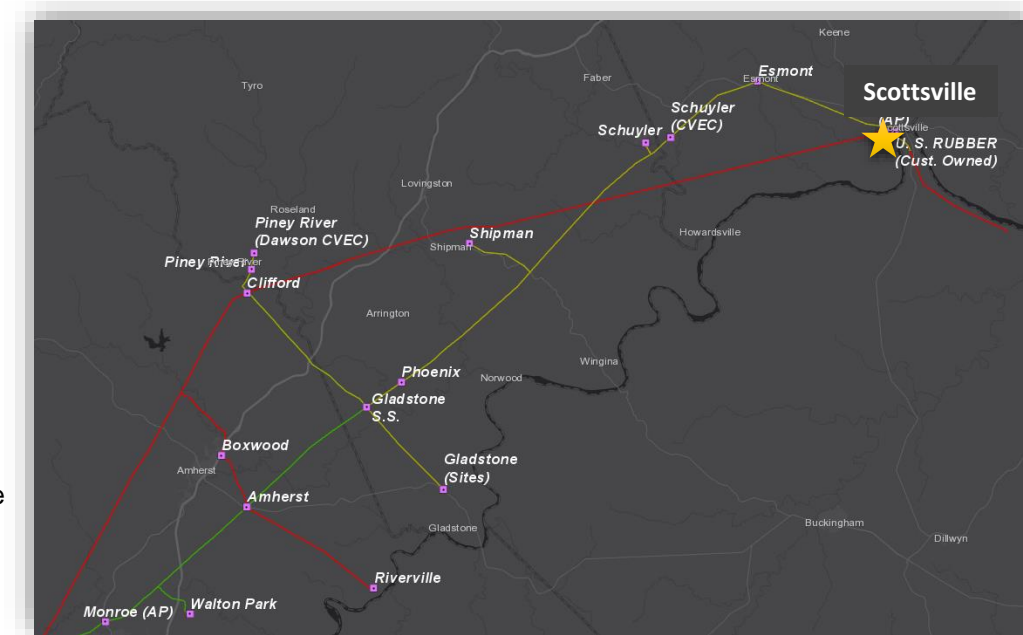 Keene
Tyro
Faber
Esmont
Esmont
Scottsville
Schuyler
(CVEC)
(AP)
Scottsville
Schuyler
U. S. RUBBER
(Cust. Owned)
Lovingston
Roseland
Piney River
(Dawson CVEC)
Shipman
Shipman
Howardsville
Piney River
Clifford
Arrington
Wingina
Phoenix
Norwood
Gladstone
S.S.
Boxwood
Amherst
Gladstone
(Sites)
e
Amherst
Gladstone
Buckingham
Dillwyn
Riverville
Monroe (AP)
Walton Park